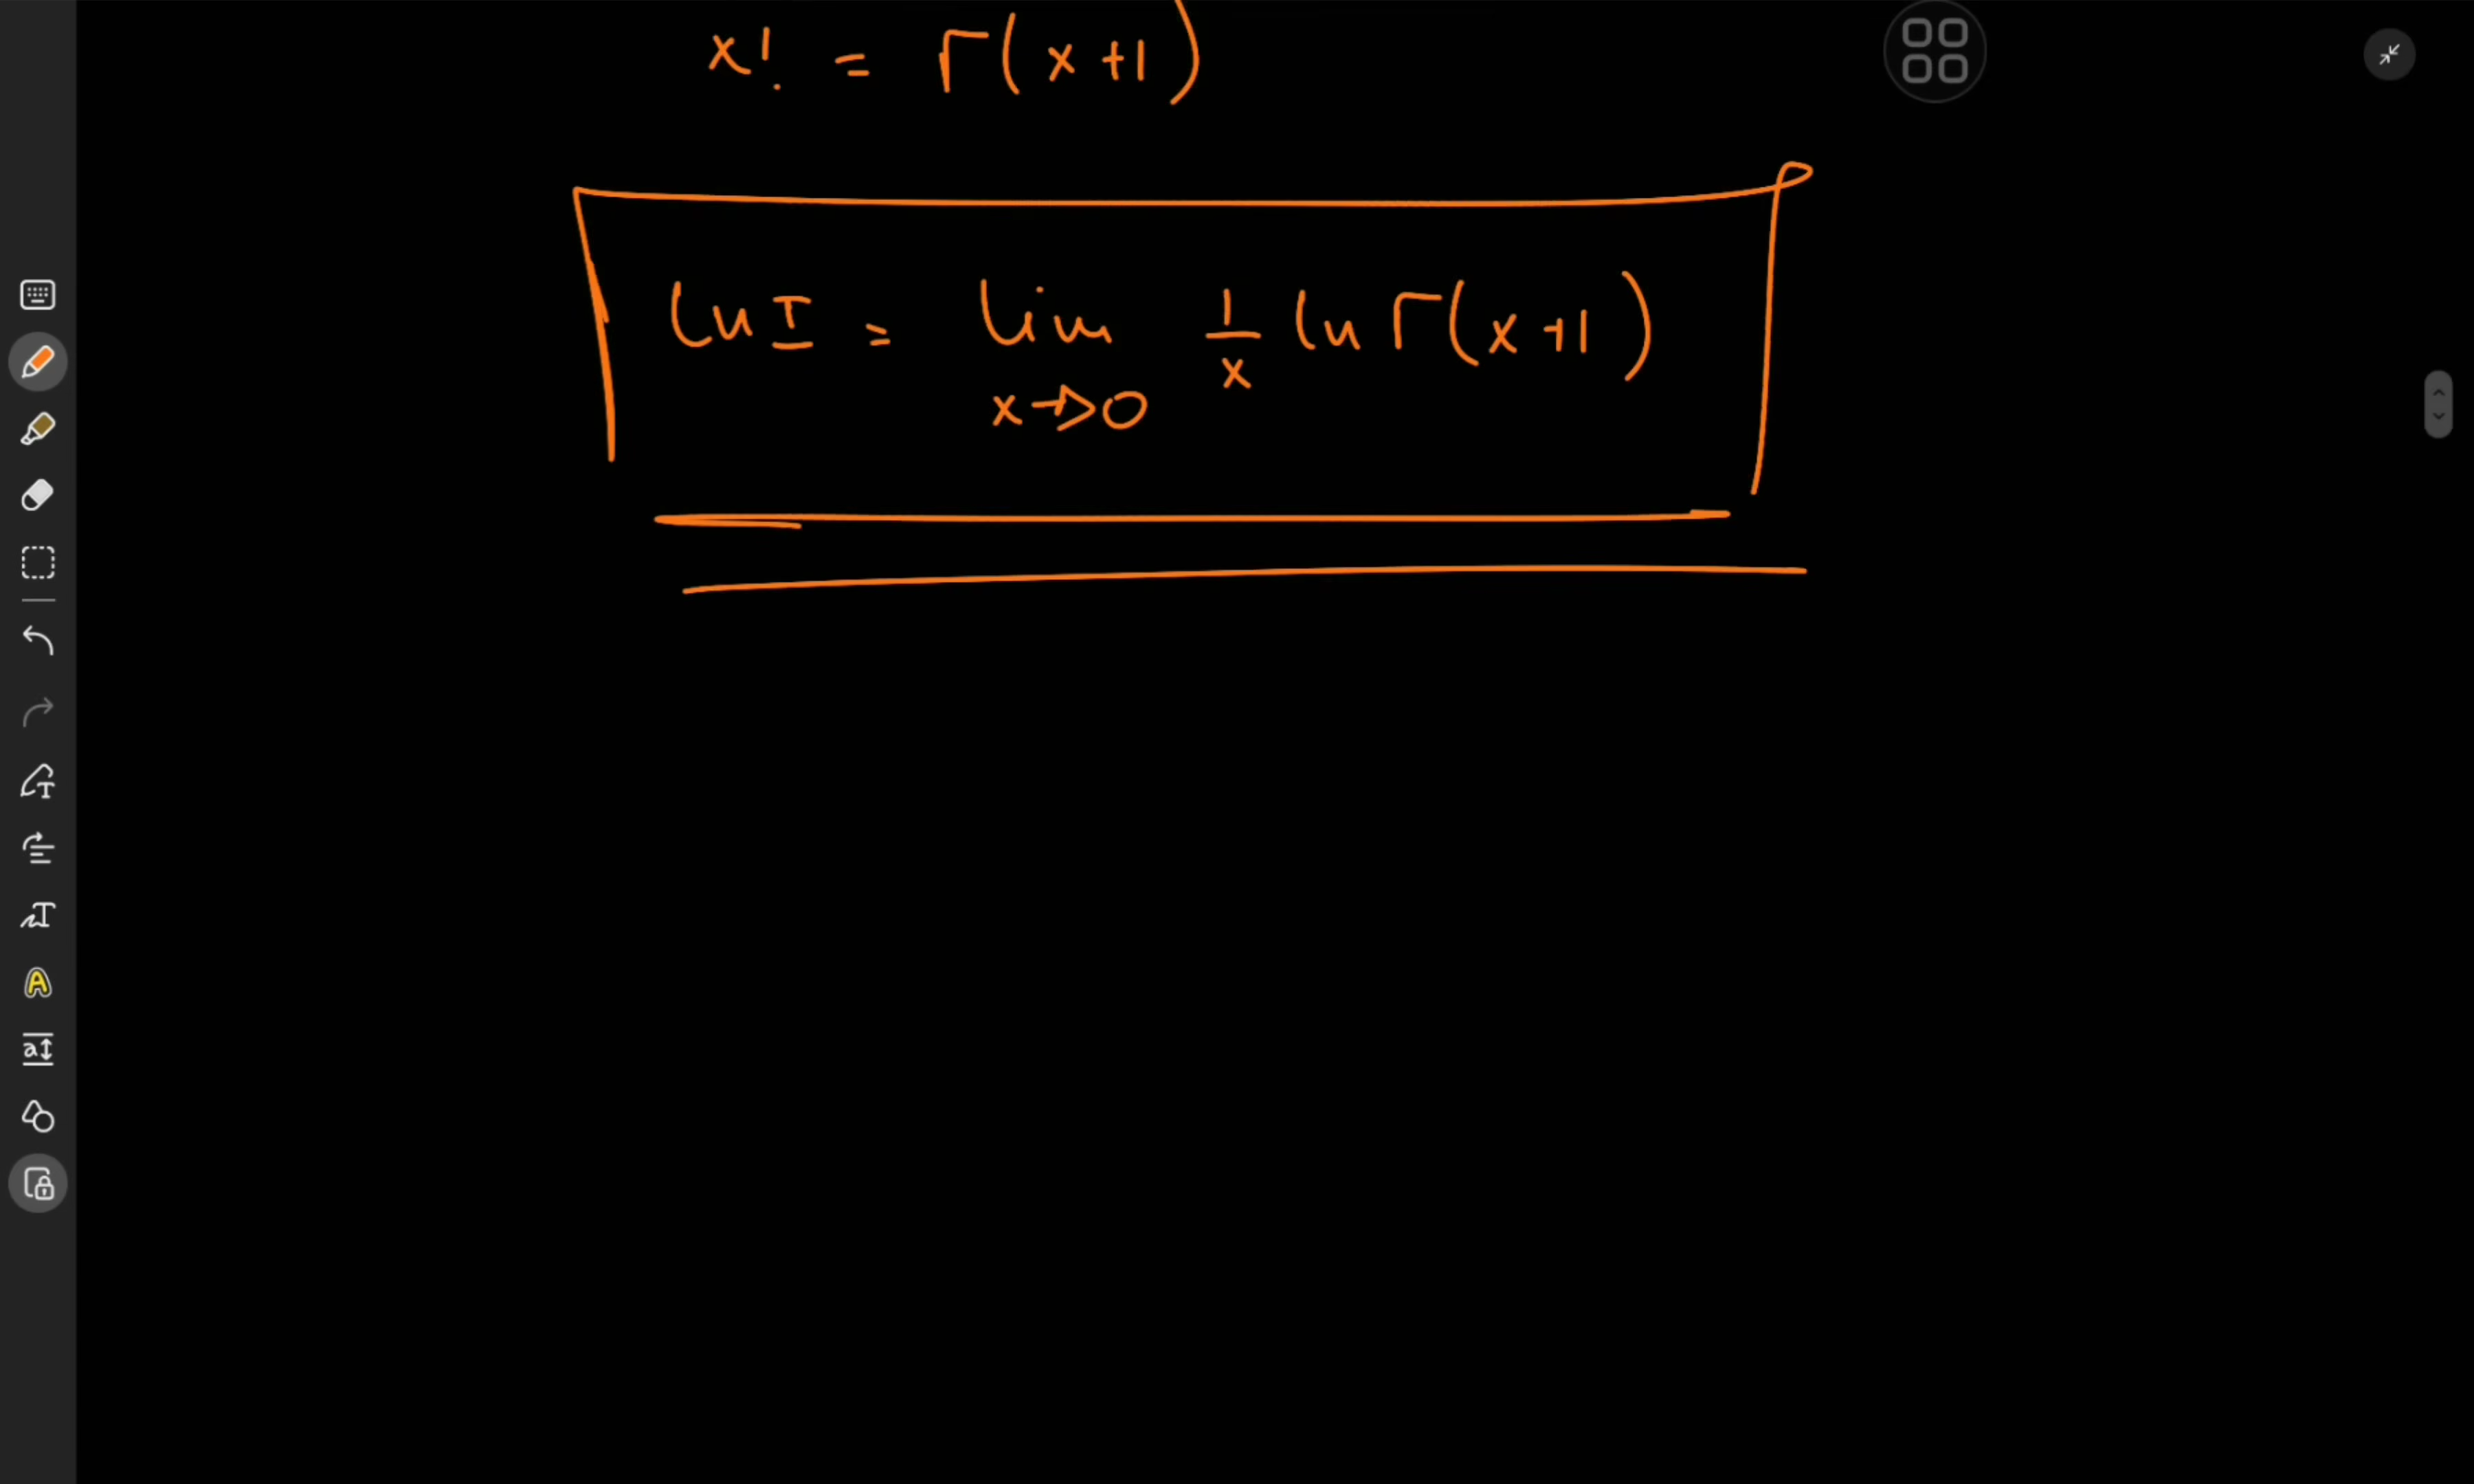 x! = Γ(x+1)
ln I = lim 1/x ln Γ(x+1)
x→0